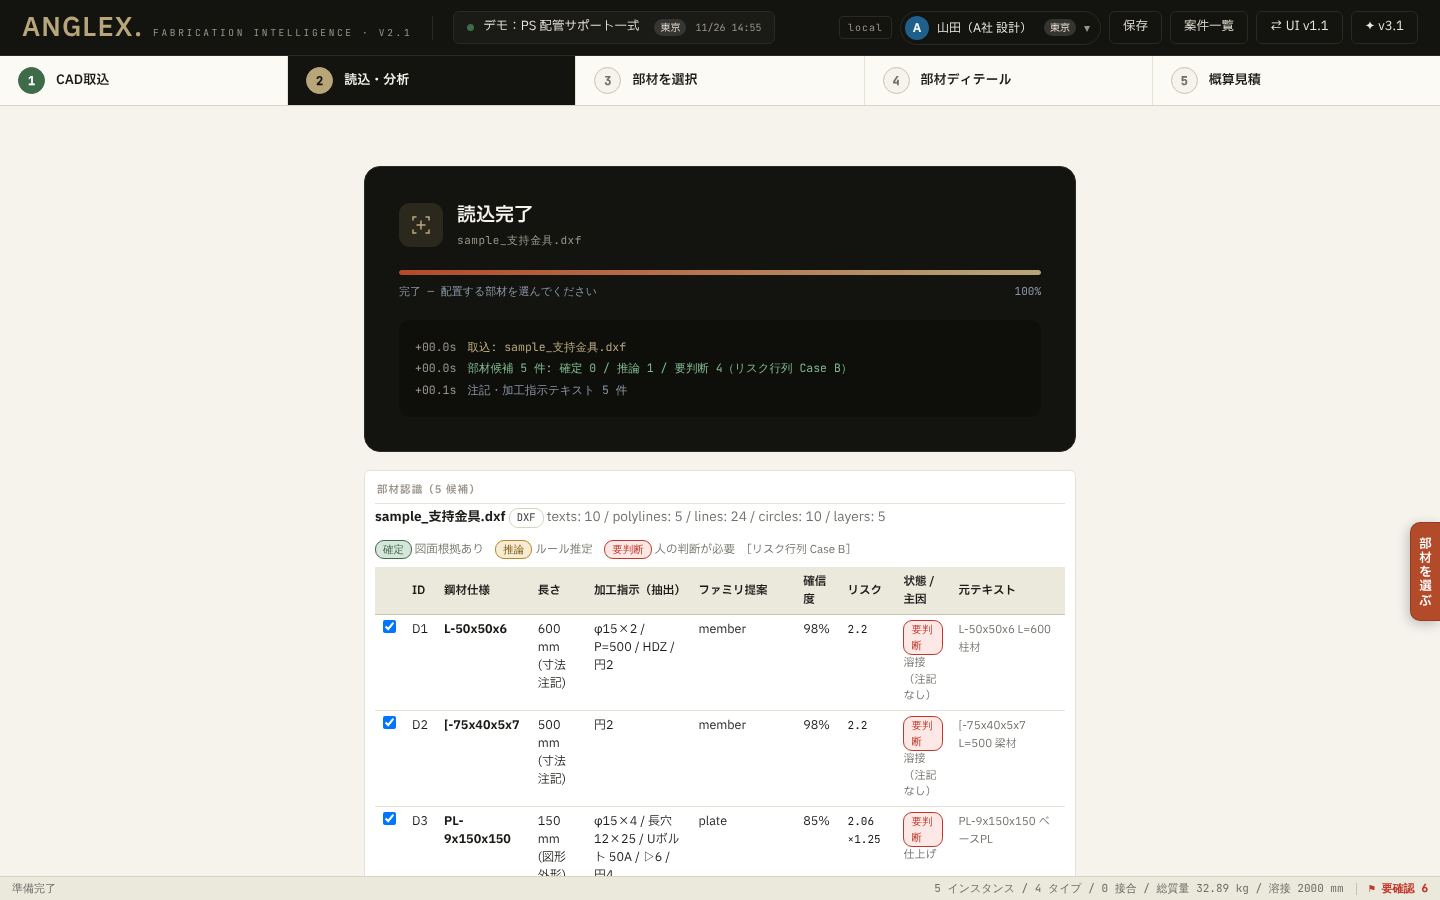 ANGLEX. FABRICATION INTELLIGENCE · V2.1 デモ：PS 配管サポート一式 東京 11/26 14:55 local A 山田（A社 設計） 東京 ▾ 保存 案件一覧 ⇄ UI v1.1 ✦ v3.1
1 CAD取込 2 読込・分析 3 部材を選択 4 部材ディテール 5 概算見積
読込完了
sample_支持金具.dxf
完了 — 配置する部材を選んでください 100%
+00.0s 取込: sample_支持金具.dxf
+00.0s 部材候補 5 件: 確定 0 / 推論 1 / 要判断 4（リスク行列 Case B）
+00.1s 注記・加工指示テキスト 5 件
部材認識（5 候補）
sample_支持金具.dxf DXF texts: 10 / polylines: 5 / lines: 24 / circles: 10 / layers: 5
確定 図面根拠あり 推論 ルール推定 要判断 人の判断が必要 ［リスク行列 Case B］
ID 鋼材仕様 長さ 加工指示（抽出） ファミリ提案 確信度 リスク 状態 / 主因 元テキスト
D1 L-50x50x6 600 mm (寸法注記) φ15×2 / P=500 / HDZ / 円2 member 98% 2.2 要判断 溶接（注記なし） L-50x50x6 L=600 柱材
D2 [-75x40x5x7 500 mm (寸法注記) 円2 member 98% 2.2 要判断 溶接（注記なし） [-75x40x5x7 L=500 梁材
D3 PL-9x150x150 150 mm (図形外形) φ15×4 / 長穴 12×25 / Uボルト 50A / ▷6 / 円4 plate 85% 2.06 ×1.25 要判断 仕上げ PL-9x150x150 ベースPL
部材を選ぶ
準備完了 5 インスタンス / 4 タイプ / 0 接合 / 総質量 32.89 kg / 溶接 2000 mm ⚑ 要確認 6